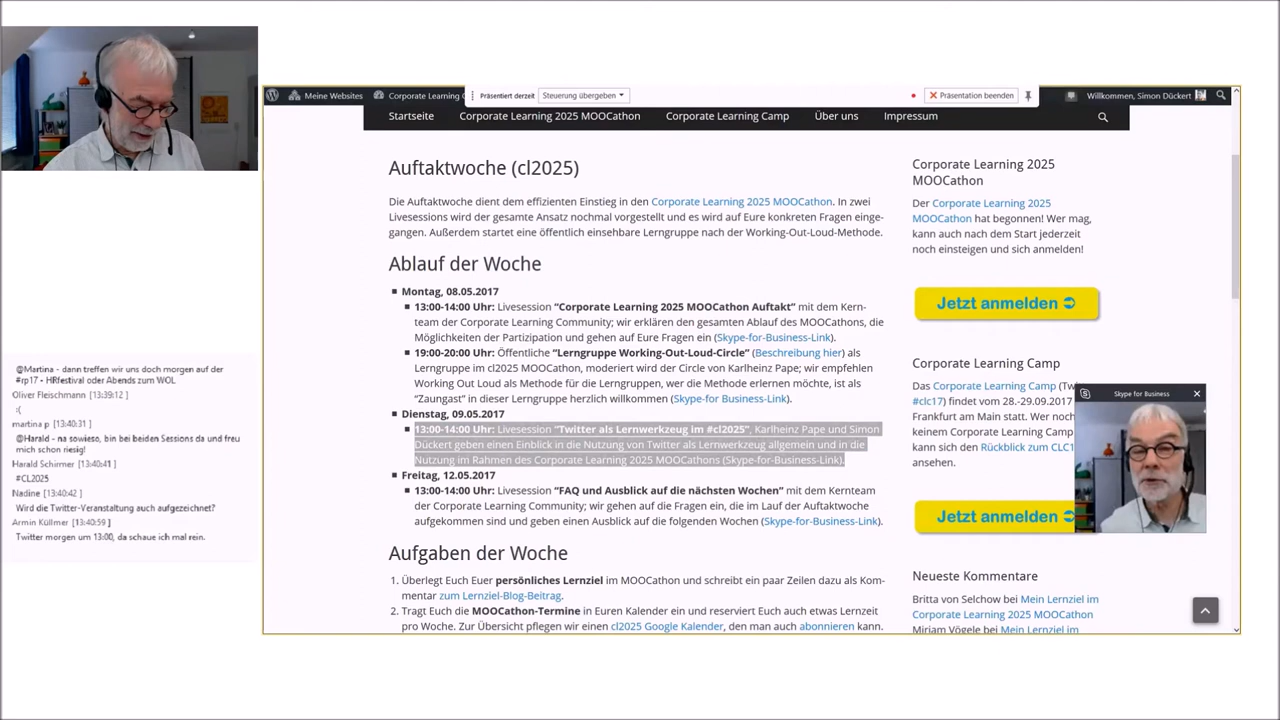 Meine Websites
Corporate Learning
Präsentiert derzeit
Steuerung übergeben
Präsentation beenden
Willkommen, Simon Dückert
Startseite
Corporate Learning 2025 MOOCathon
Corporate Learning Camp
Über uns
Impressum
Auftaktwoche (cl2025)
Die Auftaktwoche dient dem effizienten Einstieg in den Corporate Learning 2025 MOOCathon. In zwei
Livesessions wird der gesamte Ansatz nochmal vorgestellt und es wird auf Eure konkreten Fragen einge-
gangen. Außerdem startet eine öffentlich einsehbare Lerngruppe nach der Working-Out-Loud-Methode.
Ablauf der Woche
Montag, 08.05.2017
13:00-14:00 Uhr: Livesession “Corporate Learning 2025 MOOCathon Auftakt” mit dem Kern-
team der Corporate Learning Community; wir erklären den gesamten Ablauf des MOOCathons, die
Möglichkeiten der Partizipation und gehen auf Eure Fragen ein (Skype-for-Business-Link).
19:00-20:00 Uhr: Öffentliche “Lerngruppe Working-Out-Loud-Circle” (Beschreibung hier) als
Lerngruppe im cl2025 MOOCathon, moderiert wird der Circle von Karlheinz Pape; wir empfehlen
Working Out Loud als Methode für die Lerngruppen, wer die Methode erlernen möchte, ist als
“Zaungast” in dieser Lerngruppe herzlich willkommen (Skype for Business-Link).
Dienstag, 09.05.2017
13:00-14:00 Uhr: Livesession “Twitter als Lernwerkzeug im #cl2025”, Karlheinz Pape und Simon
Dückert geben einen Einblick in die Nutzung von Twitter als Lernwerkzeug allgemein und in die
Nutzung im Rahmen des Corporate Learning 2025 MOOCathons (Skype-for-Business-Link).
Freitag, 12.05.2017
13:00-14:00 Uhr: Livesession “FAQ und Ausblick auf die nächsten Wochen” mit dem Kernteam
der Corporate Learning Community; wir gehen auf die Fragen ein, die im Lauf der Auftaktwoche
aufgekommen sind und geben einen Ausblick auf die folgenden Wochen (Skype-for-Business-Link).
Aufgaben der Woche
1. Überlegt Euch Euer persönliches Lernziel im MOOCathon und schreibt ein paar Zeilen dazu als Kom-
mentar zum Lernziel-Blog-Beitrag.
2. Tragt Euch die MOOCathon-Termine in Euren Kalender ein und reserviert Euch auch etwas Lernzeit
pro Woche. Zur Übersicht pflegen wir einen cl2025 Google Kalender, den man auch abonnieren kann.
Corporate Learning 2025
MOOCathon
Der Corporate Learning 2025
MOOCathon hat begonnen! Wer mag,
kann auch nach dem Start jederzeit
noch einsteigen und sich anmelden!
Jetzt anmelden
Corporate Learning Camp
Das Corporate Learning Camp (Tw
#clc17) findet vom 28.-29.09.2017
Frankfurt am Main statt. Wer noch
keinem Corporate Learning Camp
den kann sich Rückblick zum CLC1
ansehen.
Skype for Business
Jetzt anmelden
Neueste Kommentare
Britta von Selchow bei Mein Lernziel im
Corporate Learning 2025 MOOCathon
Miriam Vögele bei Mein Lernziel im
@Martina - dann treffen wir uns doch morgen auf der
#rp17 - HRfestival oder Abends zum WOL
Oliver Fleischmann [13:39:12]
:(
martina p [13:40:31]
@Harald - na sowieso, bin bei beiden Sessions da und freu
mich schon riesig!
Harald Schirmer [13:40:41]
#CL2025
Nadine [13:40:42]
Wird die Twitter-Veranstaltung auch aufgezeichnet?
Armin Küllmer [13:40:59]
Twitter morgen um 13:00, da schaue ich mal rein.